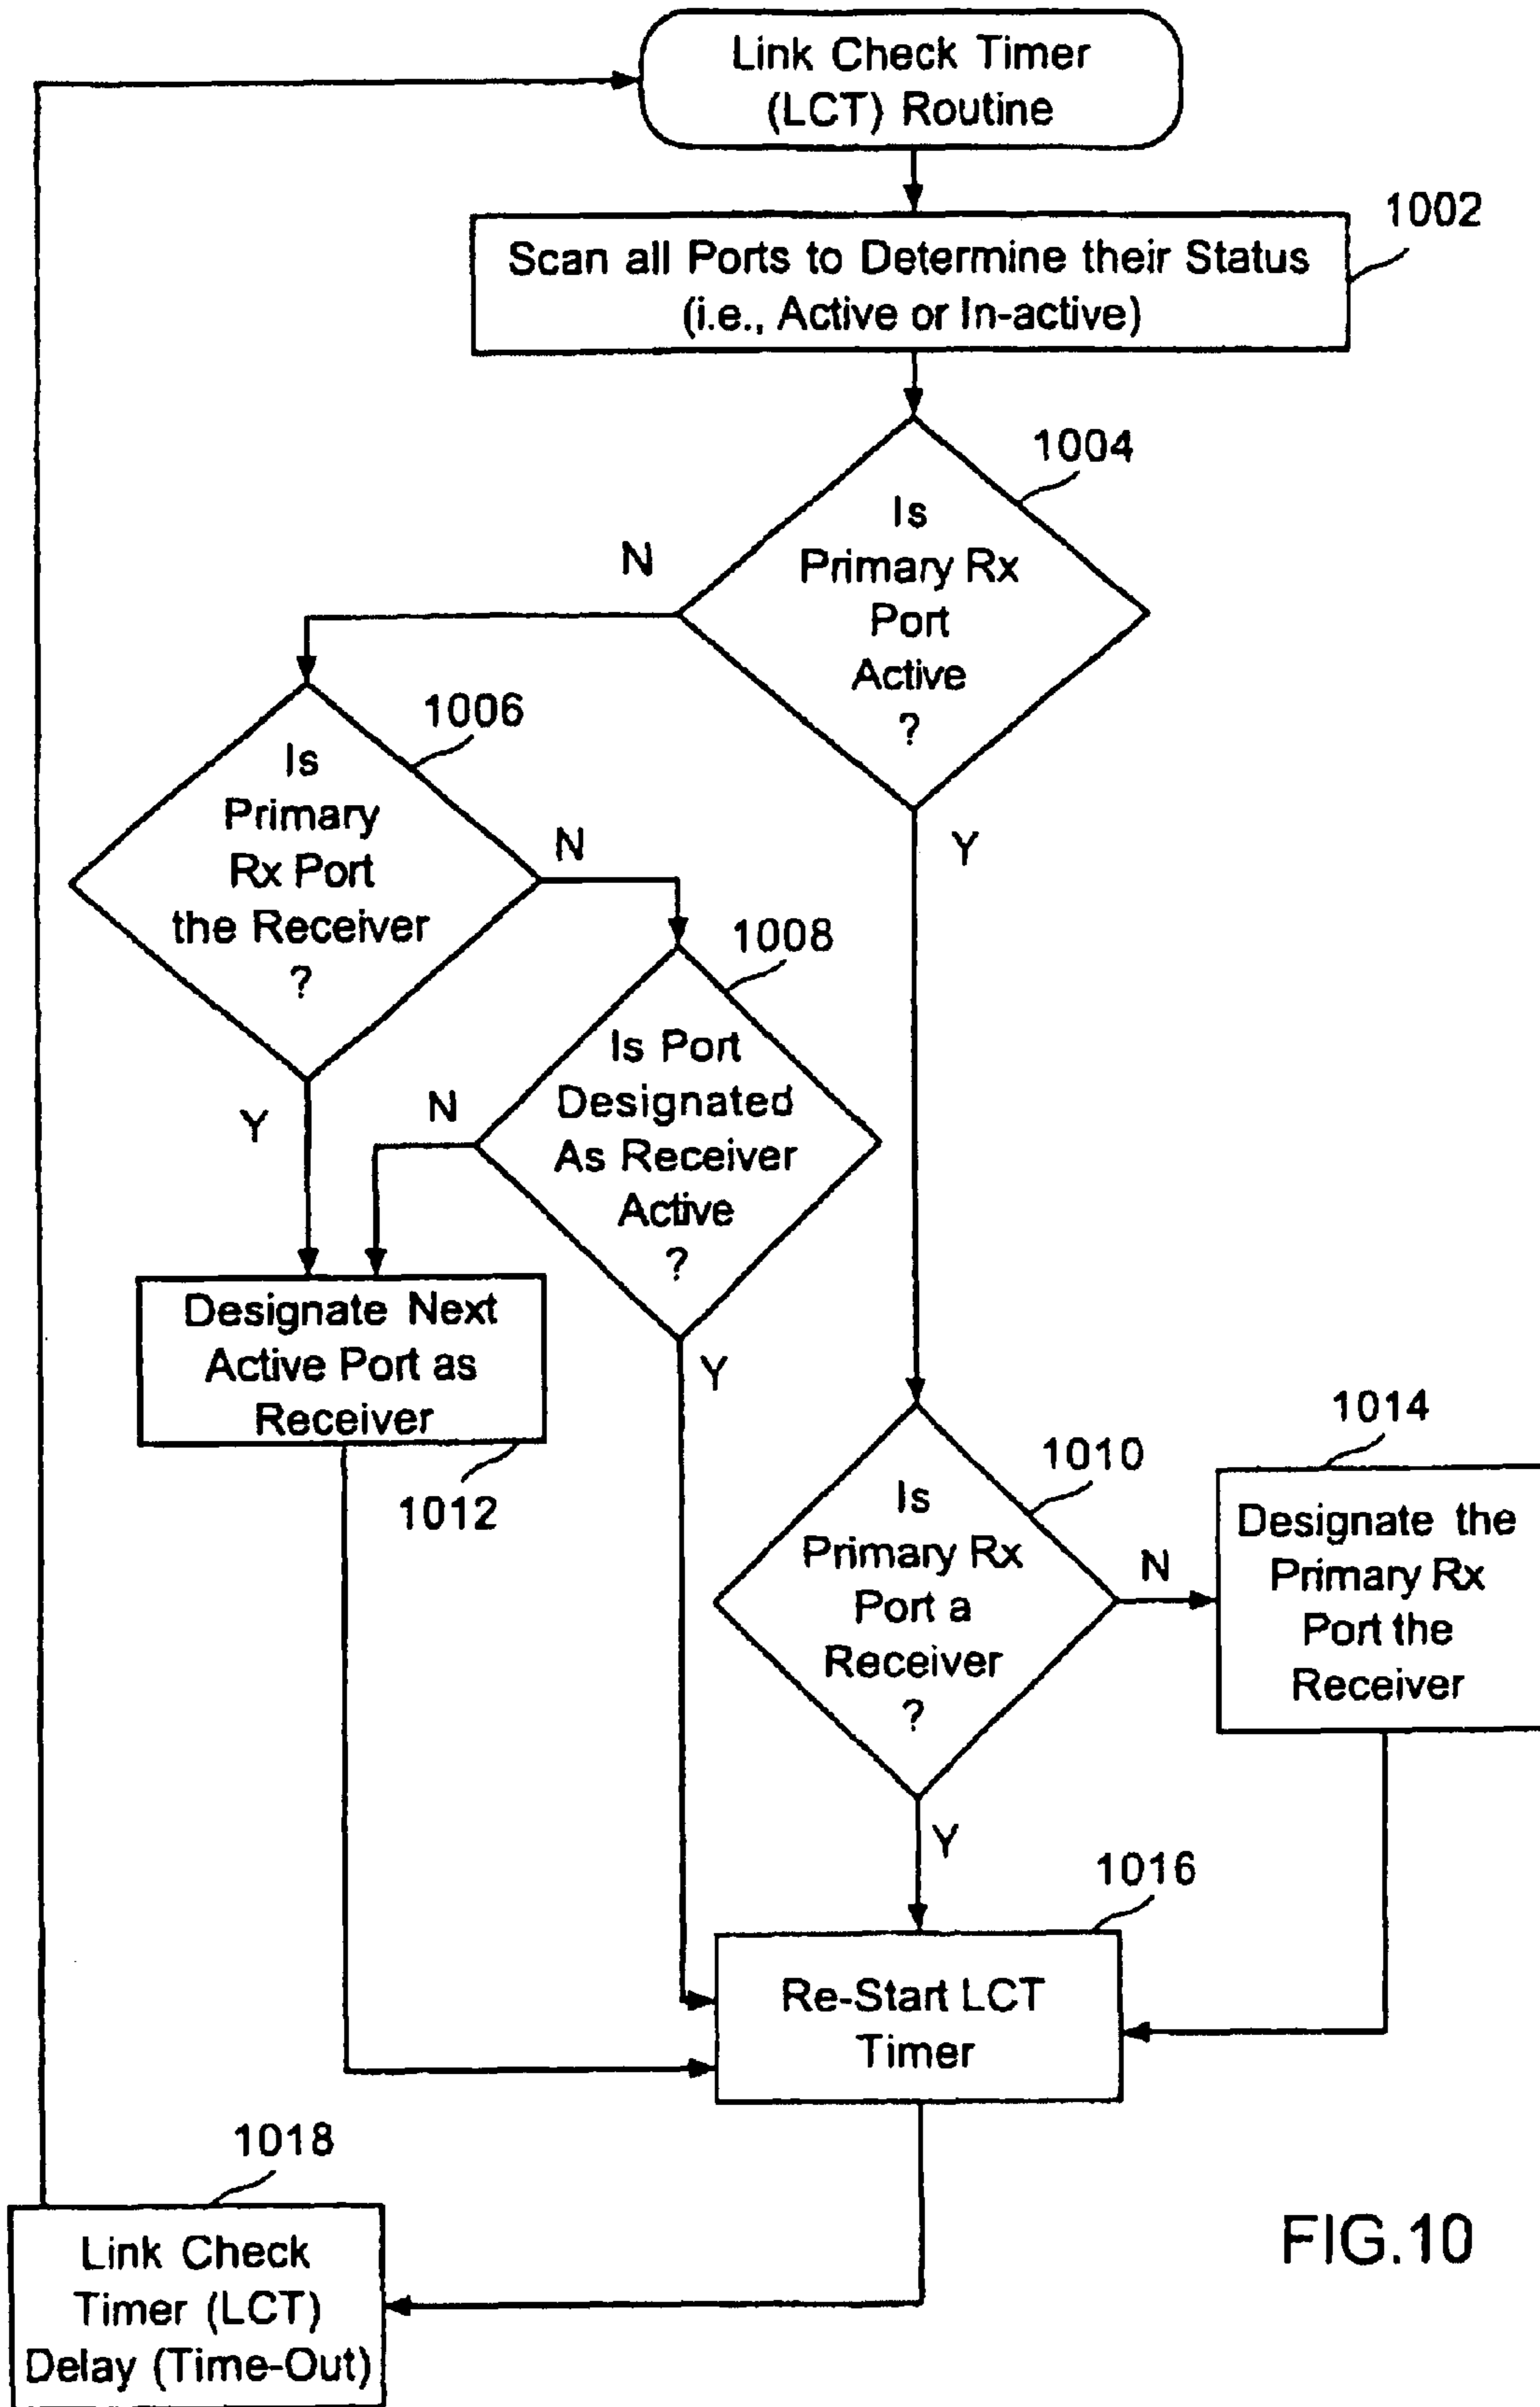 Link Check Timer
(LCT) Routine
1002
Scan all Ports to Determine their Status
(i.e., Active or In-active)
1004
Is
Primary Rx
Port
Active
?
N
Y
1006
Is
Primary
Rx Port
the Receiver
?
N
Y
1008
Is Port
Designated
As Receiver
Active
?
N
Y
Designate Next
Active Port as
Receiver
1012
1010
Is
Primary Rx
Port a
Receiver
?
N
Y
1014
Designate the
Primary Rx
Port the
Receiver
1016
Re-Start LCT
Timer
1018
Link Check
Timer (LCT)
Delay (Time-Out)
FIG.10